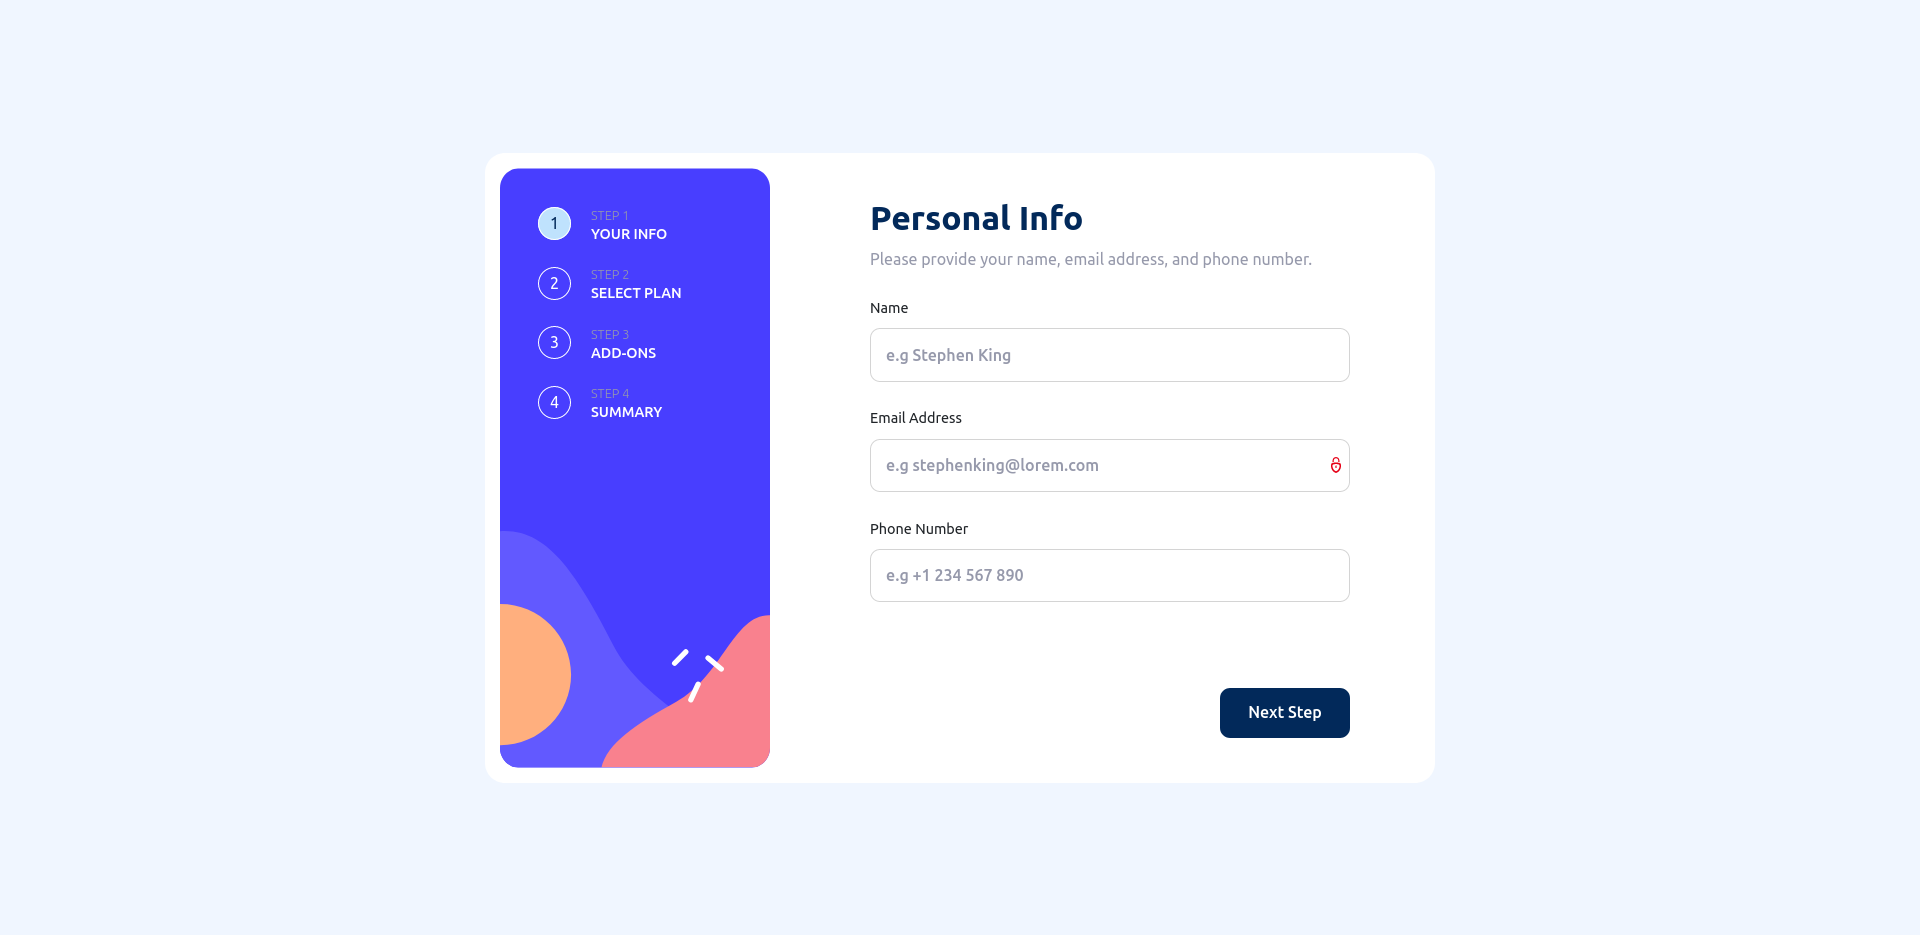 1
STEP 1
YOUR INFO
2
STEP 2
SELECT PLAN
3
STEP 3
ADD-ONS
4
STEP 4
SUMMARY
Personal Info
Please provide your name, email address, and phone number.
Name
e.g Stephen King
Email Address
e.g stephenking@lorem.com
Phone Number
e.g +1 234 567 890
Next Step